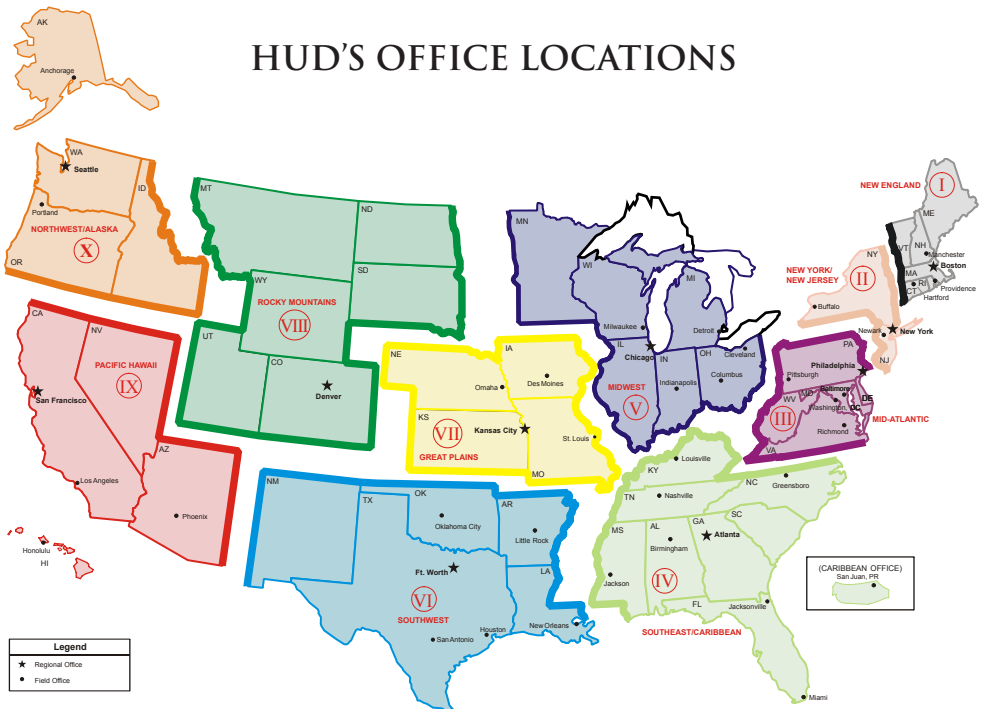 HUD'S OFFICE LOCATIONS
AK
Anchorage
WA
Seattle
ID
Portland
NORTHWEST/ALASKA
X
OR
MT
ND
SD
WY
ROCKY MOUNTAINS
VIII
UT
CO
Denver
CA
NV
PACIFIC HAWAII
IX
San Francisco
AZ
Los Angeles
Phoenix
Honolulu
HI
NE
IA
Omaha
Des Moines
KS
VII
Kansas City
GREAT PLAINS
St. Louis
MO
MN
WI
MI
Milwaukee
Detroit
IL
Chicago
IN
OH
Cleveland
MIDWEST
V
Indianapolis
Columbus
NEW ENGLAND
I
ME
VT
NH
Manchester
Boston
MA
RI
CT
Providence
Hartford
NY
NEW YORK/
NEW JERSEY
II
Buffalo
Newark
New York
NJ
PA
Philadelphia
Pittsburgh
WV
MD
Baltimore
DE
Washington,
DC
III
MID-ATLANTIC
Richmond
VA
NM
TX
OK
AR
Oklahoma City
Little Rock
LA
Ft. Worth
VI
SOUTHWEST
Houston
New Orleans
San Antonio
KY
Louisville
TN
Nashville
NC
Greensboro
MS
AL
GA
SC
Birmingham
Atlanta
Jackson
IV
FL
Jacksonville
SOUTHEAST/CARIBBEAN
Miami
(CARIBBEAN OFFICE)
San Juan, PR
Legend
Regional Office
Field Office